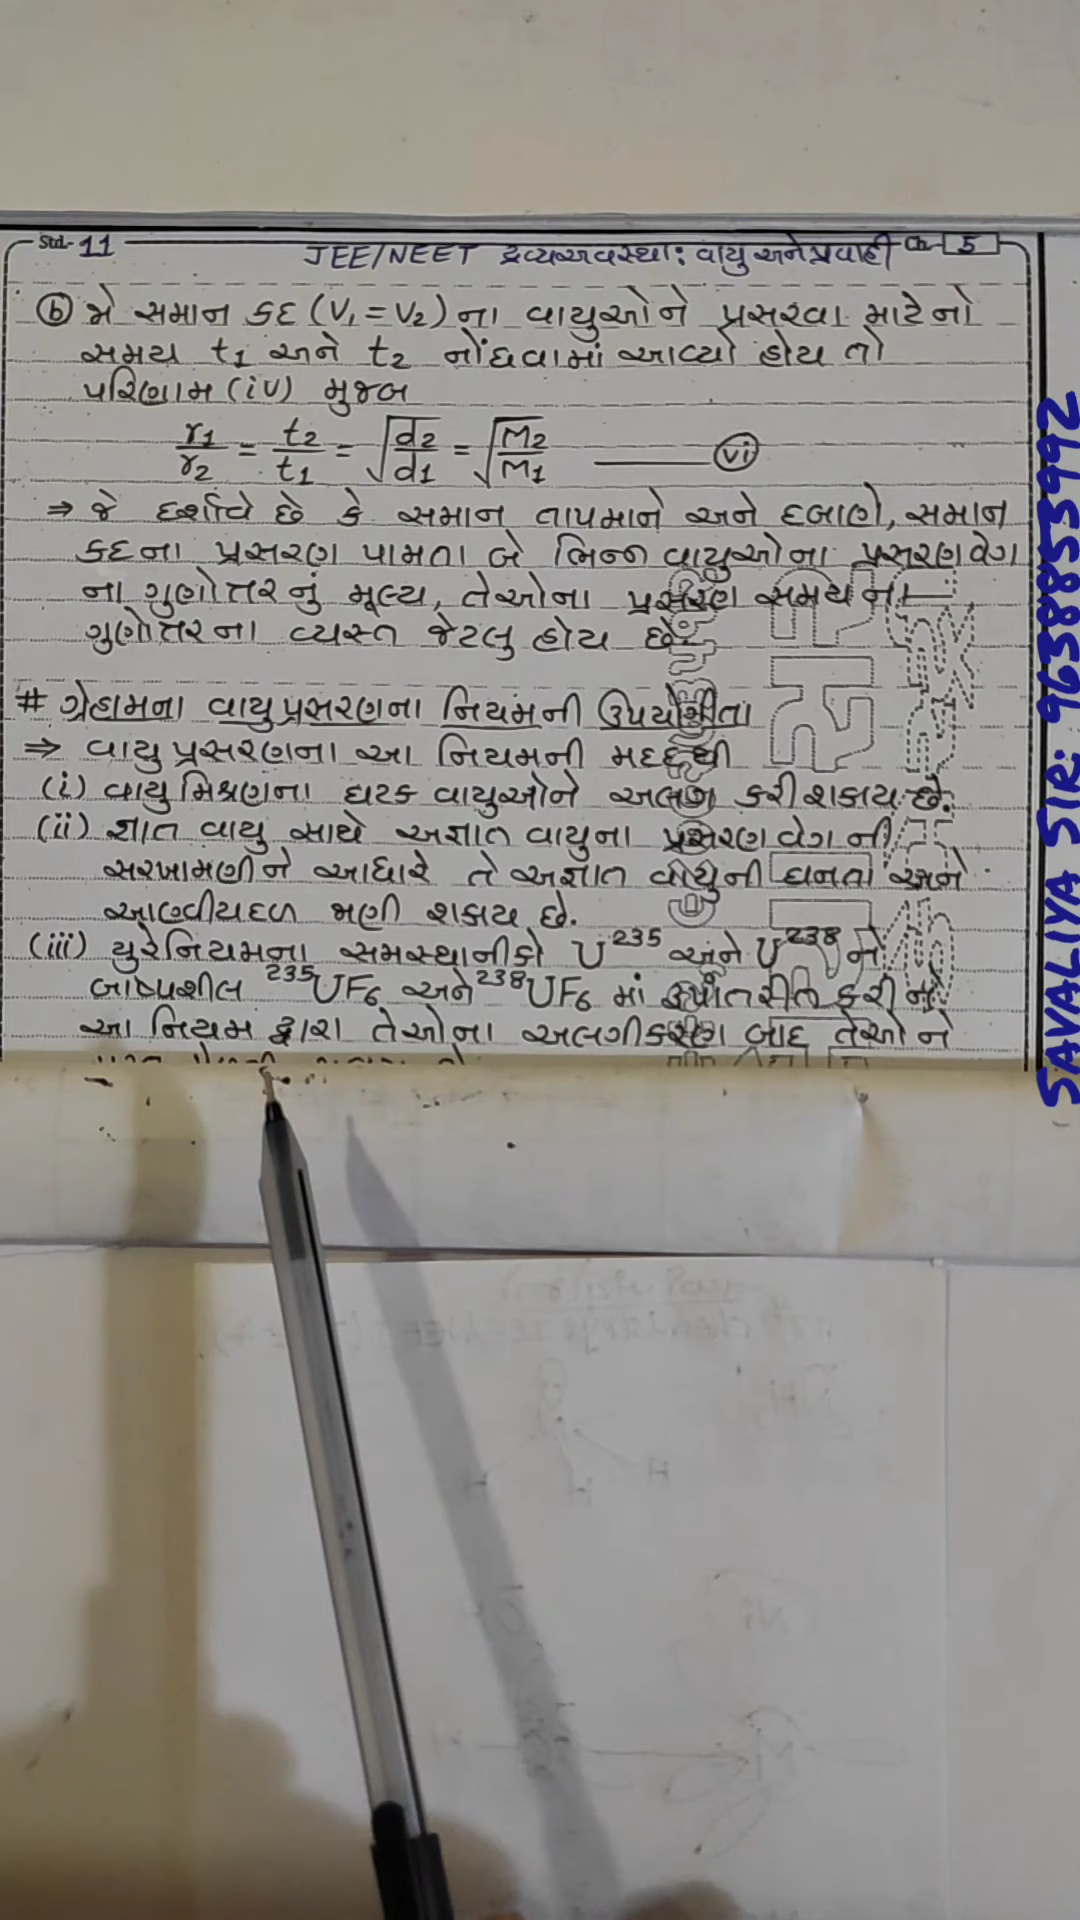 Std- 11
JEE/NEET દ્રવ્યઅવસ્થા: વાયુ અને પ્રવાહી
Ch- 5
(b) જો સમાન કદ (V₁ = V₂) ના વાયુઓને પ્રસરવા માટેનો
સમય t₁ અને t₂ નોંધવામાં આવ્યો હોય તો
પરિણામ (iv) મુજબ
r₁/r₂ = t₂/t₁ = √(d₂/d₁) = √(M₂/M₁) ——— (vi)
⇒ જે દર્શાવે છે કે સમાન તાપમાને અને દબાણે, સમાન
કદના પ્રસરણ પામતા બે ભિન્ન વાયુઓના પ્રસરણ વેગ
ના ગુણોત્તરનું મૂલ્ય, તેઓના પ્રસરણ સમયના
ગુણોત્તરના વ્યસ્ત જેટલુ હોય છે.
# ગ્રેહામના વાયુપ્રસરણના નિયમની ઉપયોગીતા
⇒ વાયુ પ્રસરણના આ નિયમની મદદથી
(i) વાયુ મિશ્રણના ઘટક વાયુઓને અલગ કરી શકાય છે.
(ii) જ્ઞાત વાયુ સાથે અજ્ઞાત વાયુના પ્રસરણ વેગ ની
સરખામણીને આધારે તે અજ્ઞાત વાયુની ઘનતા અને
આણ્વીયદળ જાણી શકાય છે.
(iii) યુરેનિયમના સમસ્થાનીકો U²³⁵ અને U²³⁸ ને
બાષ્પશીલ ²³⁵UF₆ અને ²³⁸UF₆ માં રૂપાંતરીત કરી ને
આ નિયમ દ્વારા તેઓના અલગીકરણ બાદ તેઓ ને
SAVALIYA SIR: 9638853992